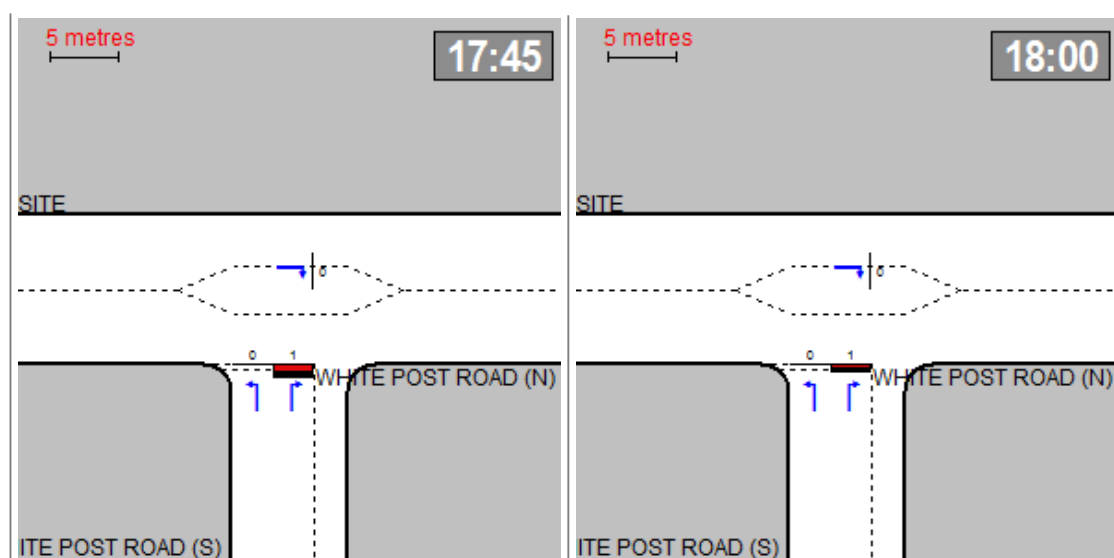 5 metres
17:45
SITE
0
0 1
WHITE POST ROAD (N)
ITE POST ROAD (S)
5 metres
18:00
SITE
0
0 1
WHITE POST ROAD (N)
ITE POST ROAD (S)